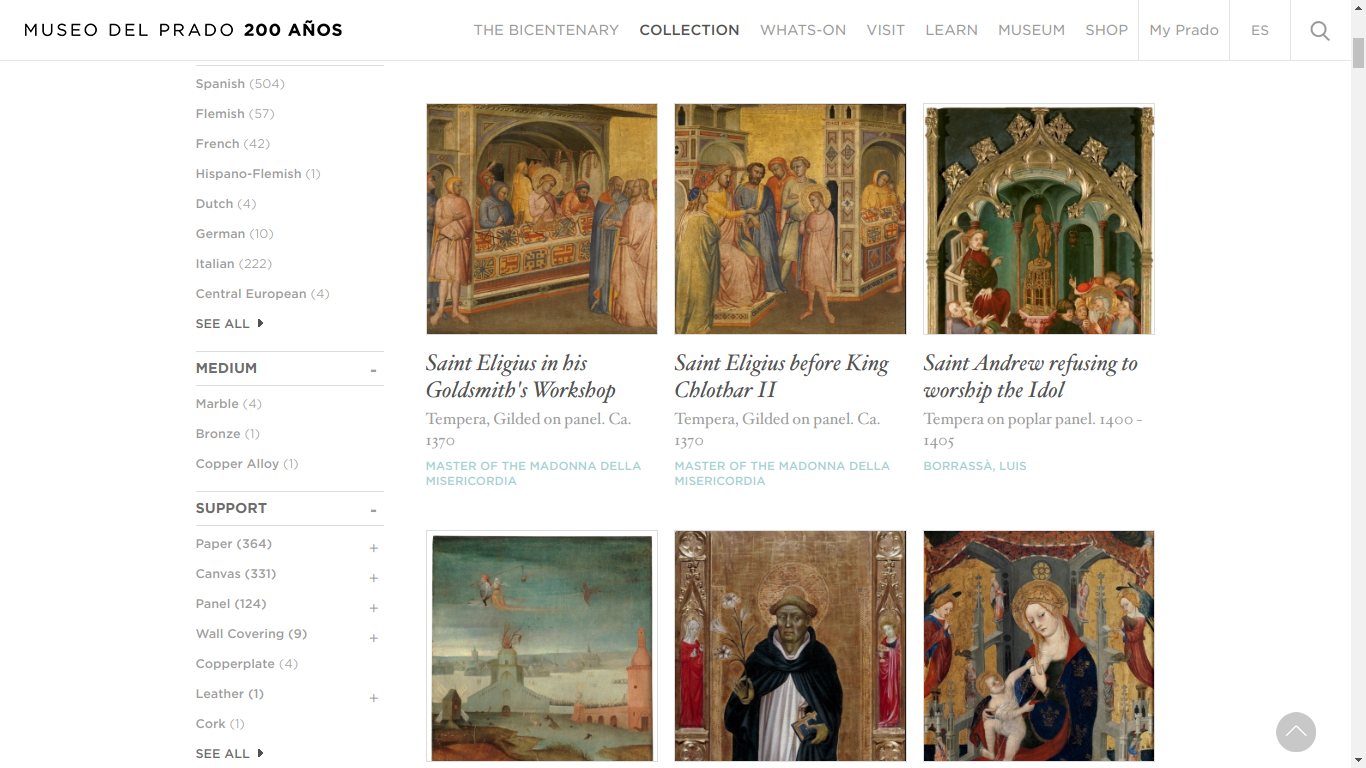 MUSEO DEL PRADO 200 AÑOS
THE BICENTENARY COLLECTION WHATS-ON VISIT LEARN MUSEUM SHOP My Prado ES
Spanish (504)
Flemish (57)
French (42)
Hispano-Flemish (1)
Dutch (4)
German (10)
Italian (222)
Central European (4)
SEE ALL
MEDIUM -
Marble (4)
Bronze (1)
Copper Alloy (1)
SUPPORT -
Paper (364) +
Canvas (331) +
Panel (124) +
Wall Covering (9) +
Copperplate (4)
Leather (1) +
Cork (1)
SEE ALL
Saint Eligius in his
Goldsmith's Workshop
Tempera, Gilded on panel. Ca.
1370
MASTER OF THE MADONNA DELLA
MISERICORDIA
Saint Eligius before King
Chlothar II
Tempera, Gilded on panel. Ca.
1370
MASTER OF THE MADONNA DELLA
MISERICORDIA
Saint Andrew refusing to
worship the Idol
Tempera on poplar panel. 1400 -
1405
BORRASSÀ, LUIS